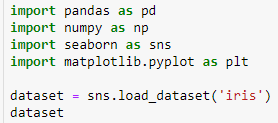 import pandas as pd
import numpy as np
import seaborn as sns
import matplotlib.pyplot as plt
dataset = sns.load_dataset('iris')
dataset